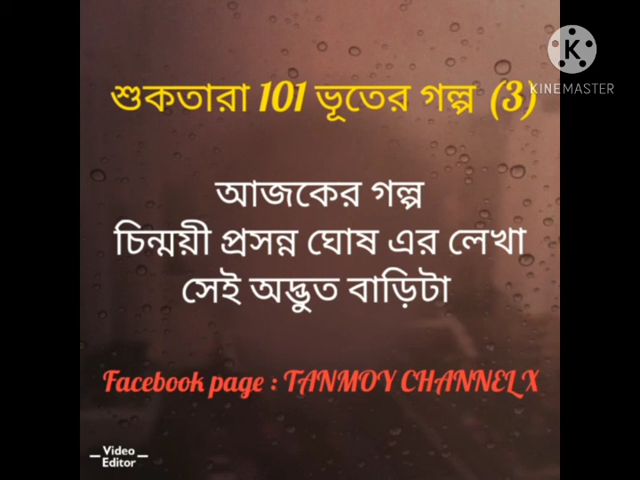 KINEMASTER
শুকতারা 101 ভূতের গল্প (3)
আজকের গল্প
চিন্ময়ী প্রসন্ন ঘোষ এর লেখা
সেই অদ্ভুত বাড়িটা
Facebook page : TANMOY CHANNEL X
Video
Editor